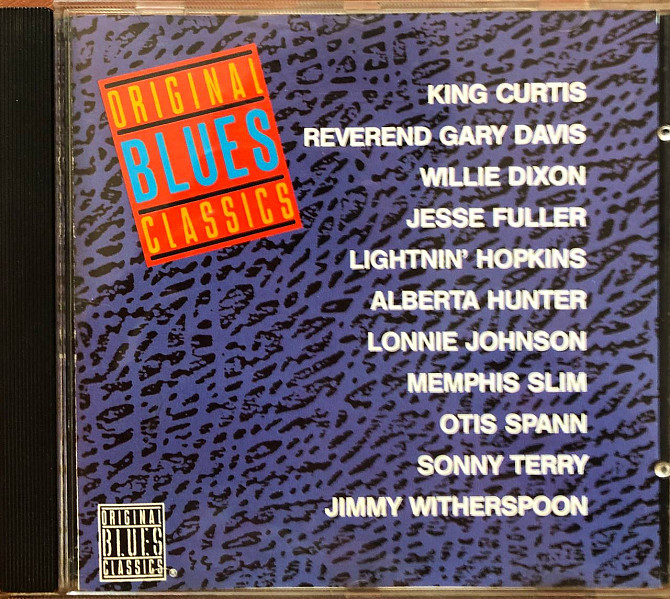 ORIGINAL
BLUES
CLASSICS
KING CURTIS
REVEREND GARY DAVIS
WILLIE DIXON
JESSE FULLER
LIGHTNIN' HOPKINS
ALBERTA HUNTER
LONNIE JOHNSON
MEMPHIS SLIM
OTIS SPANN
SONNY TERRY
JIMMY WITHERSPOON
ORIGINAL
BLUES
CLASSICS®